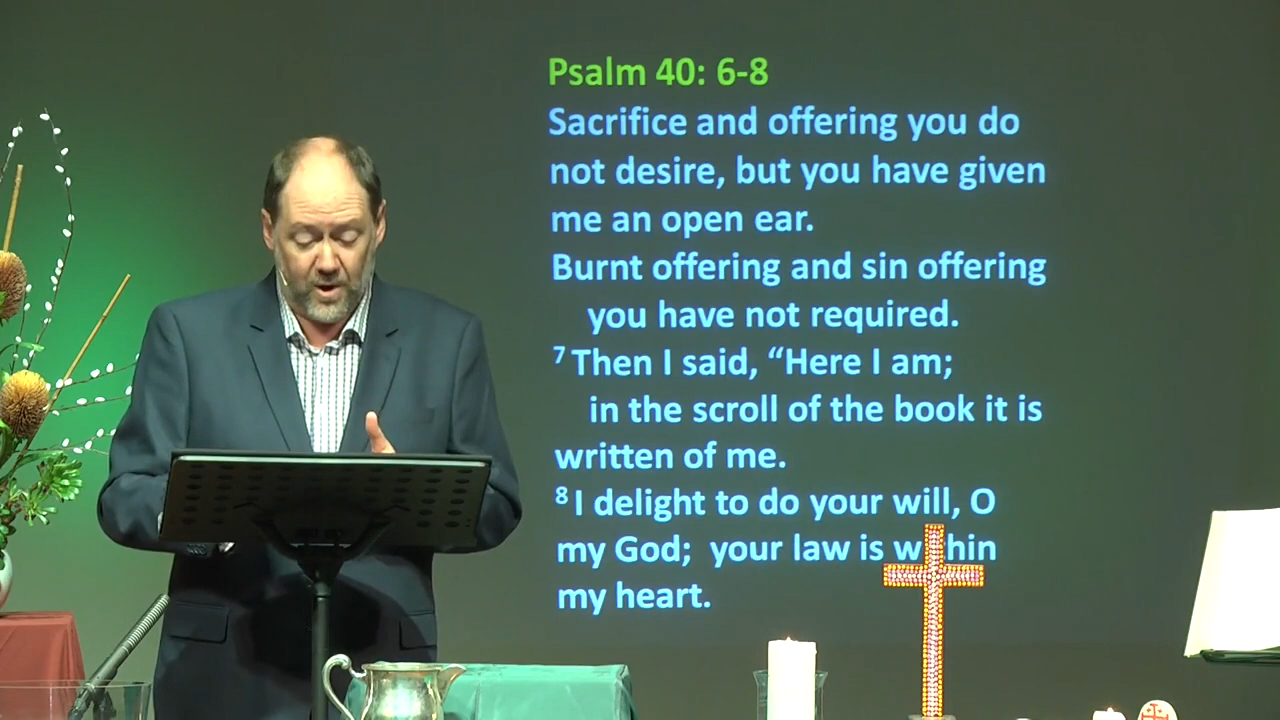 Psalm 40: 6-8
Sacrifice and offering you do
not desire, but you have given
me an open ear.
Burnt offering and sin offering
you have not required.
7 Then I said, “Here I am;
in the scroll of the book it is
written of me.
8 I delight to do your will, O
my God; your law is within
my heart.